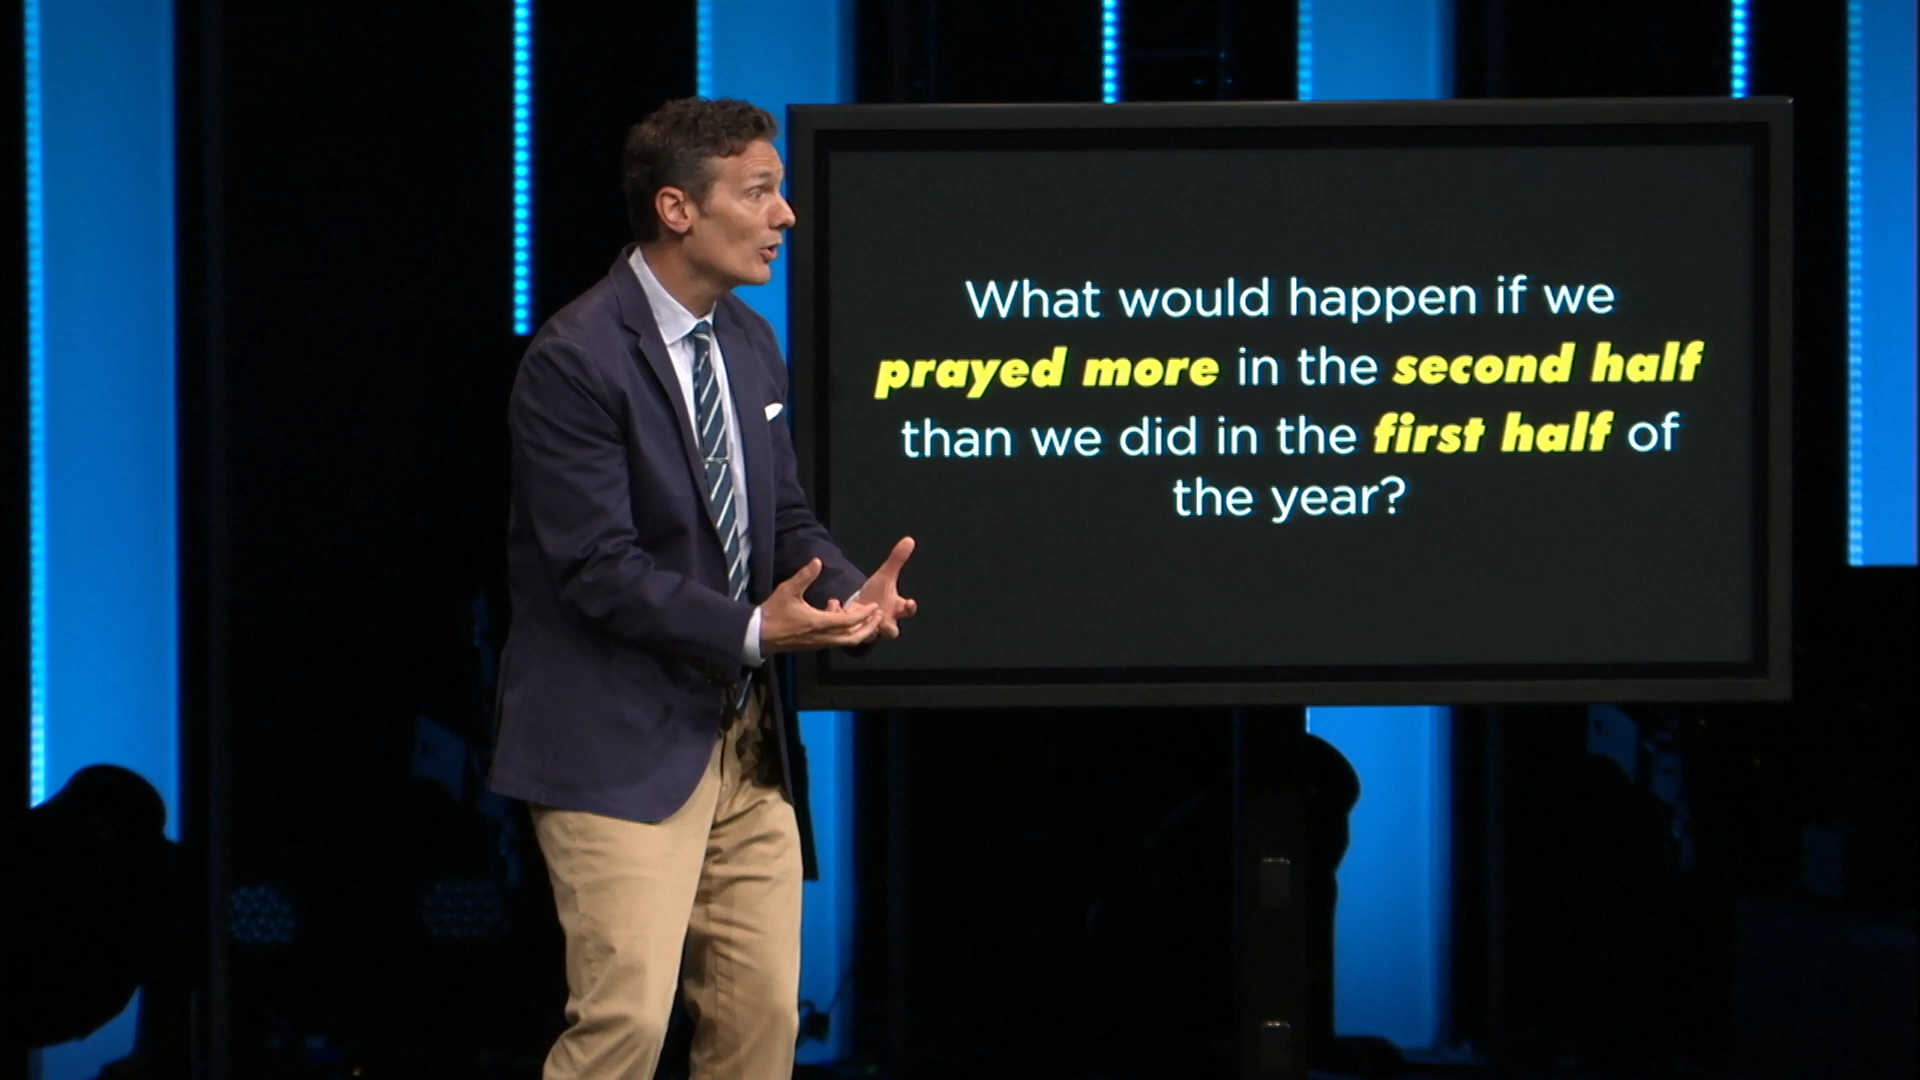 What would happen if we
prayed more in the second half
than we did in the first half of
the year?